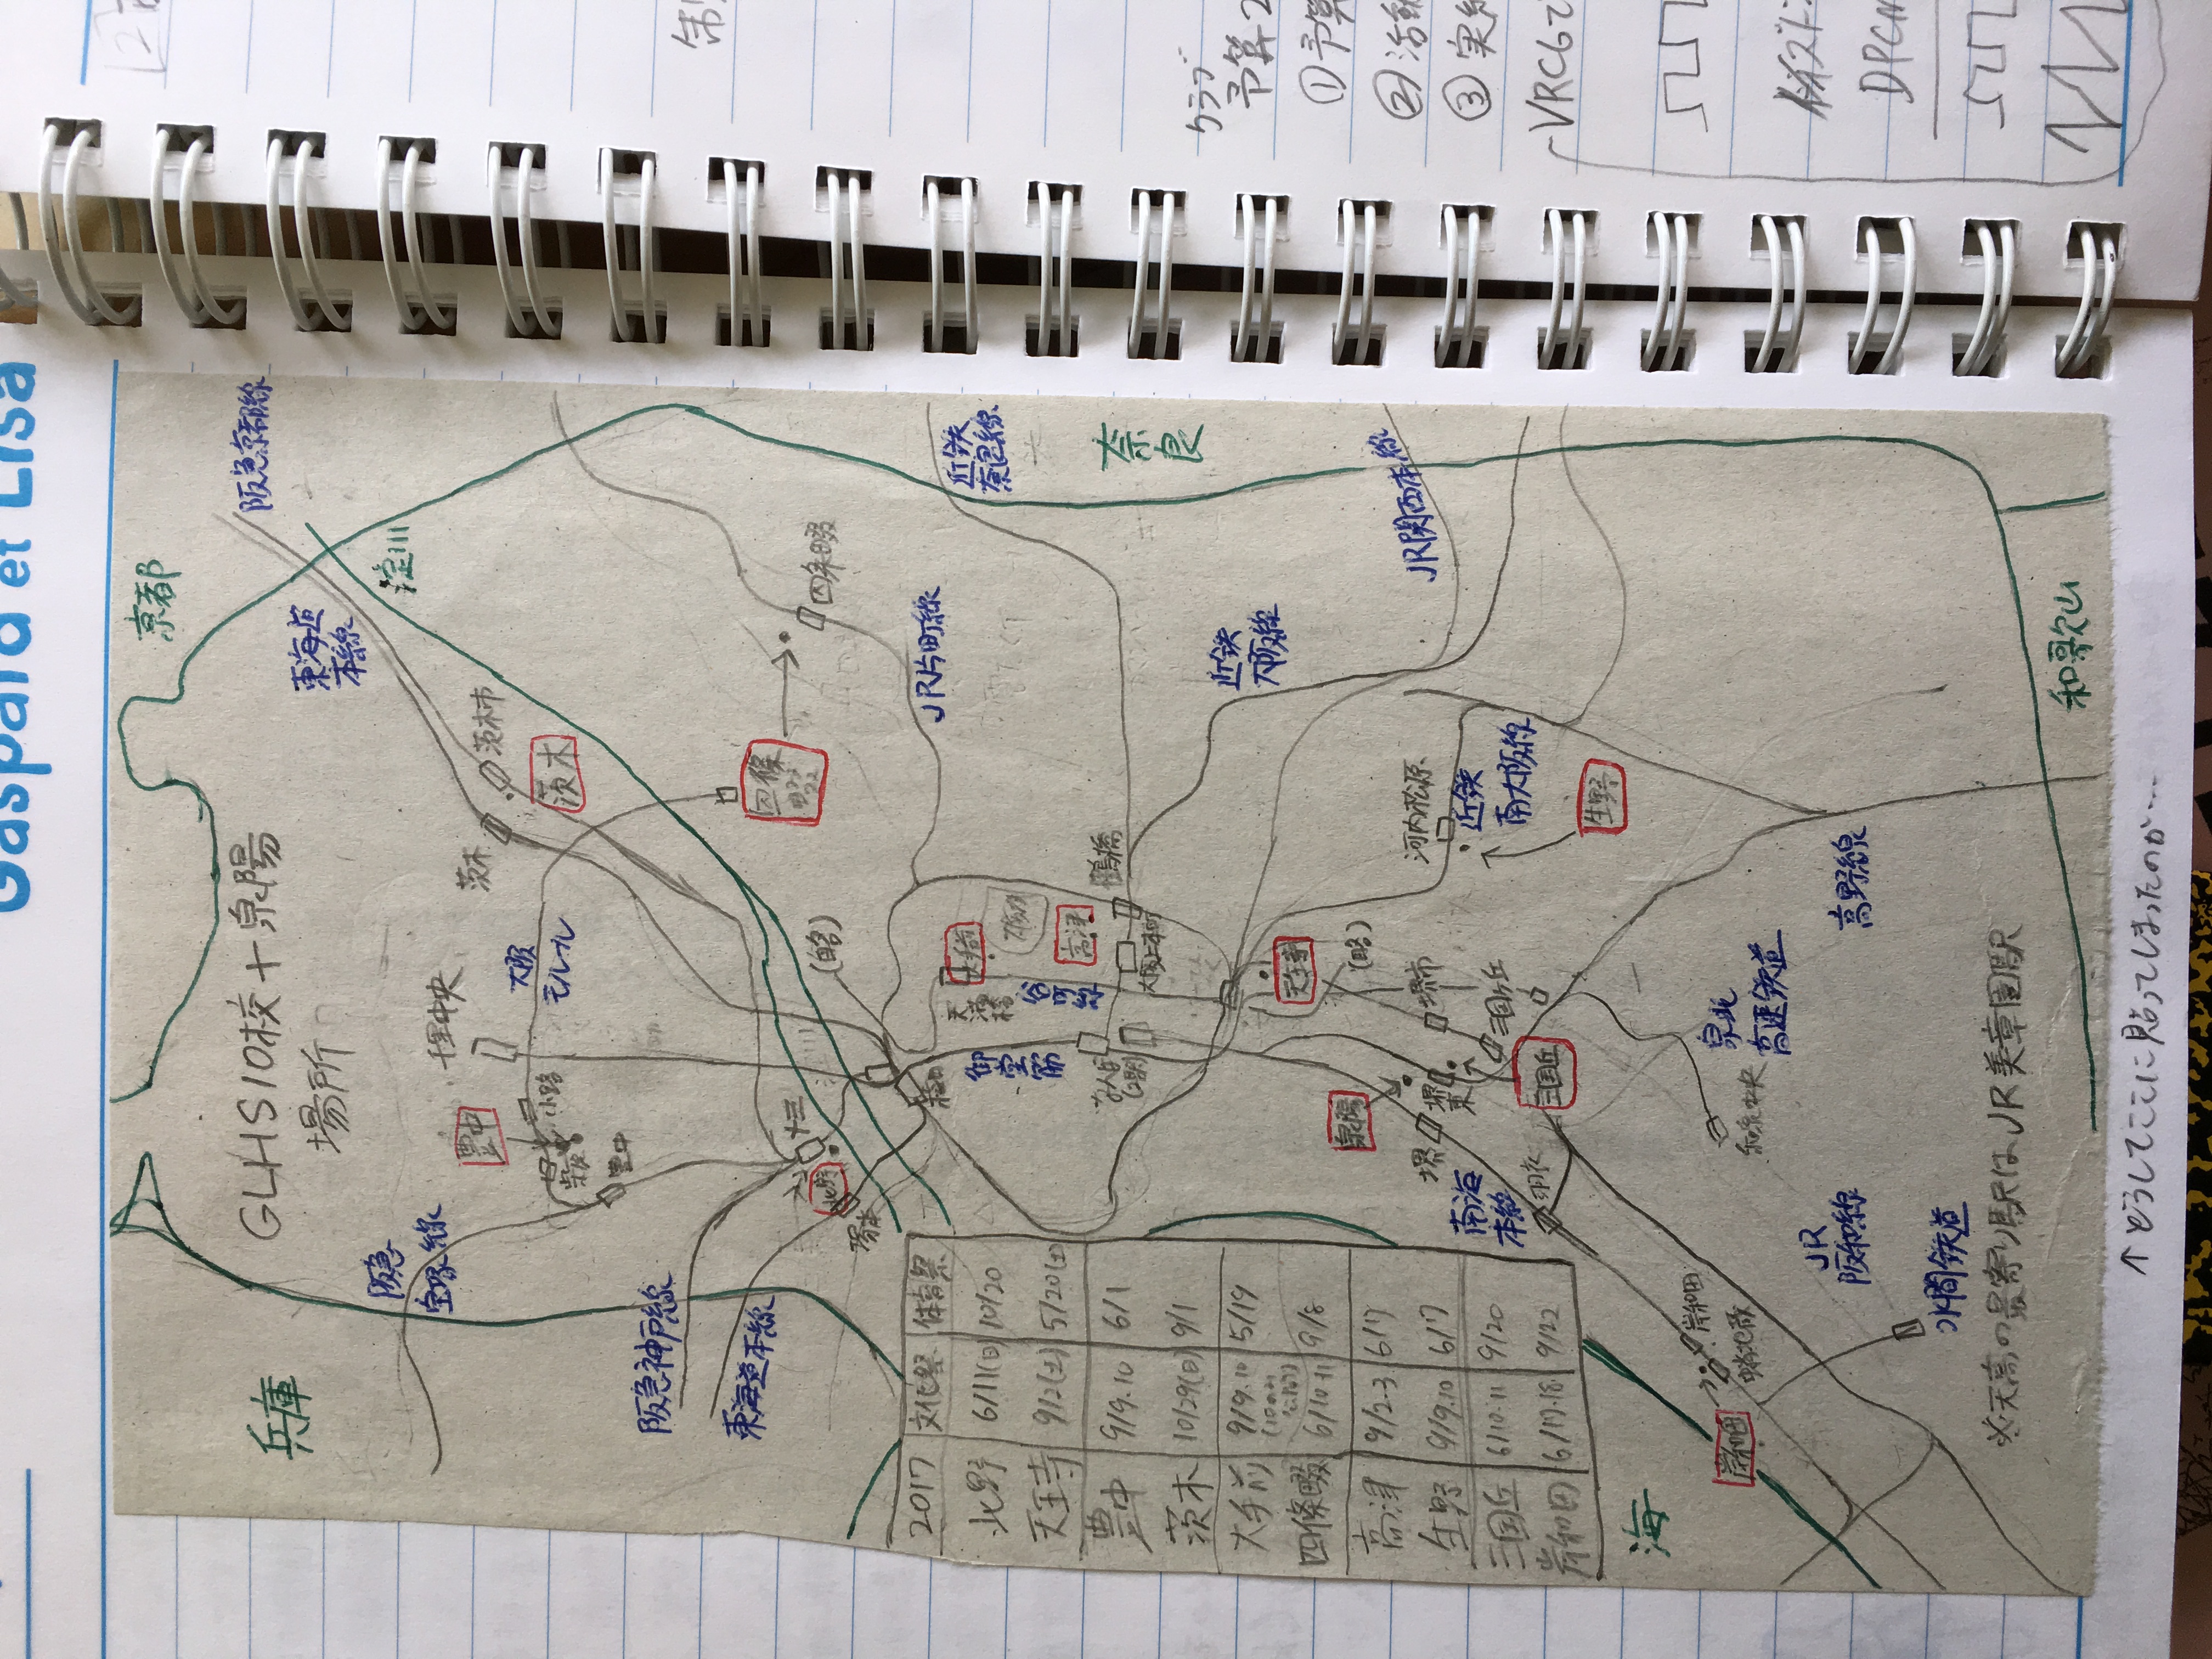 Gaspard et Lisa
京都
兵庫
GLHS10校+泉陽
場所
阪急京都線
東海道
本線
淀川
阪急
宝塚線
千里中央
豊中
茨木
茨木市
茨木
大阪
モルール
小路
柴原
豊中
阪急神戸線
東海道本線
十三
北野
塚本
(略)
四條
四条畷
梅田
JR片町線
近鉄
奈良線
天満橋
大手前
御堂筋
谷町線
高津
なんば
鶴橋
大阪上本町
奈良
近鉄
大阪線
天王寺
泉陽
(略)
堺
堺東
堺市
河内松原
JR関西本線
南海
本線
三国ヶ丘
近鉄
南大阪線
羽衣
三国丘
生野
海
岸和田
岸和田
蛸地蔵
和泉中央
泉北
高速鉄道
JR
阪和線
高野線
水間鉄道
※天高の最寄り駅はJR美章園駅
和歌山
2017 文化祭 体育祭
北野 6/11(日) 10/20
天王寺 9/2(土) 5/20(土)
豊中 9/9.10 6/1
茨木 10/29(日) 9/1
大手前 9/9.10 5/19
四條畷 6/10.11 9/8
高津 9/2.3 6/17
生野 9/9.10 6/7
三国丘 6/10.11 9/20
岸和田 6/17.18 9/22
↑どうしてここに貼ってしまったのか…
クラブ
予算2
①予算
②活動
③実績
VRC6で
DPCM